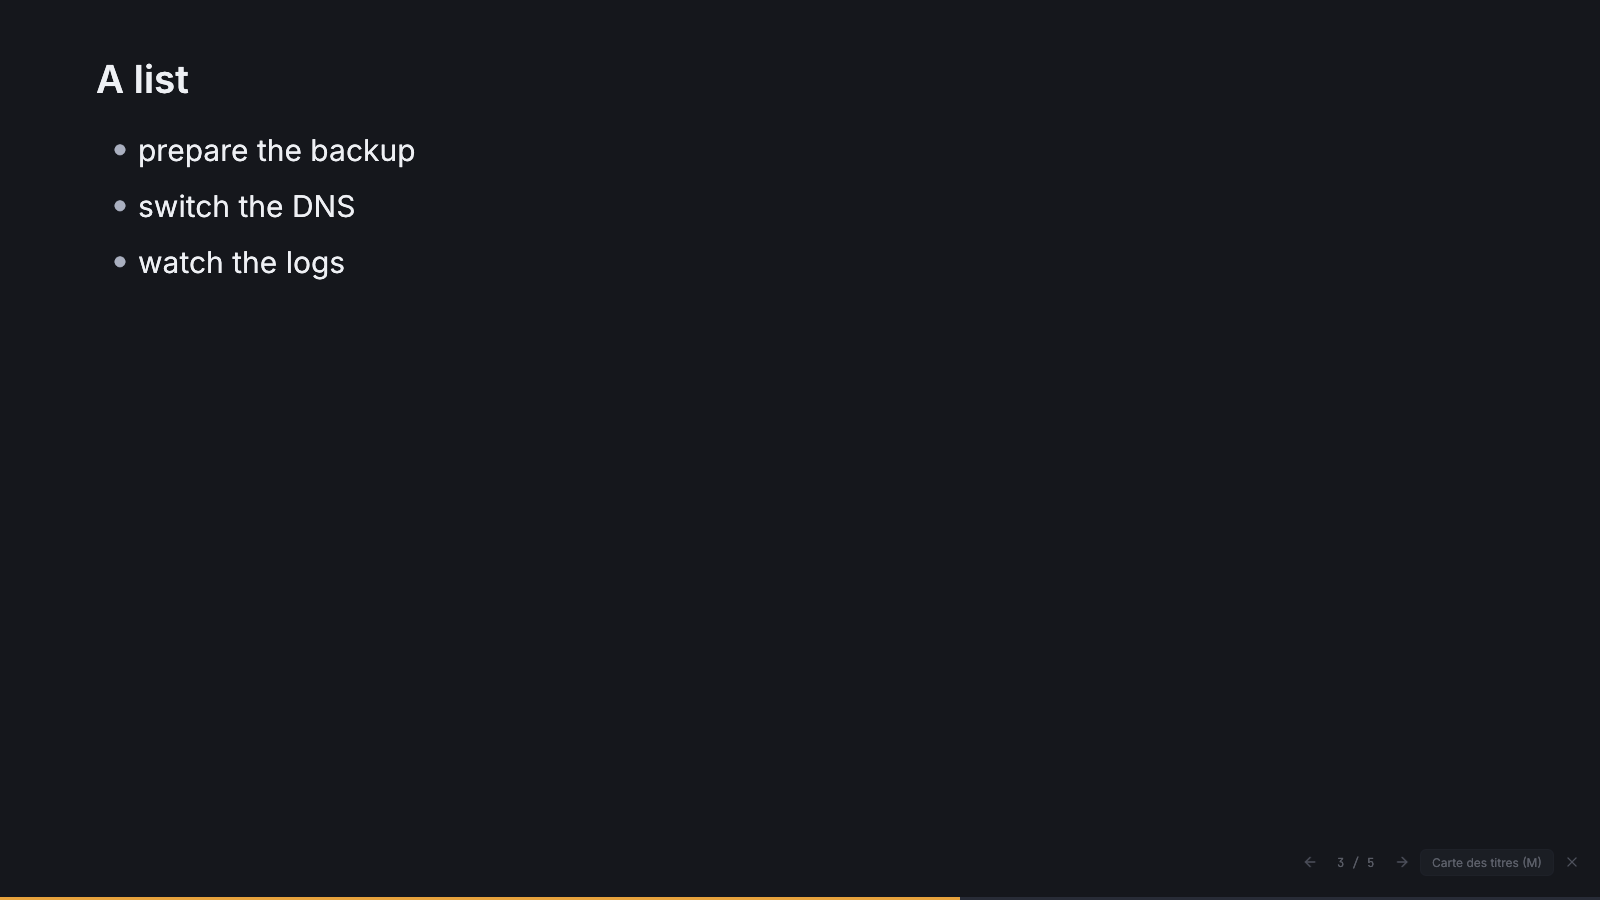 A list
prepare the backup
switch the DNS
watch the logs
3 / 5
Carte des titres (M)